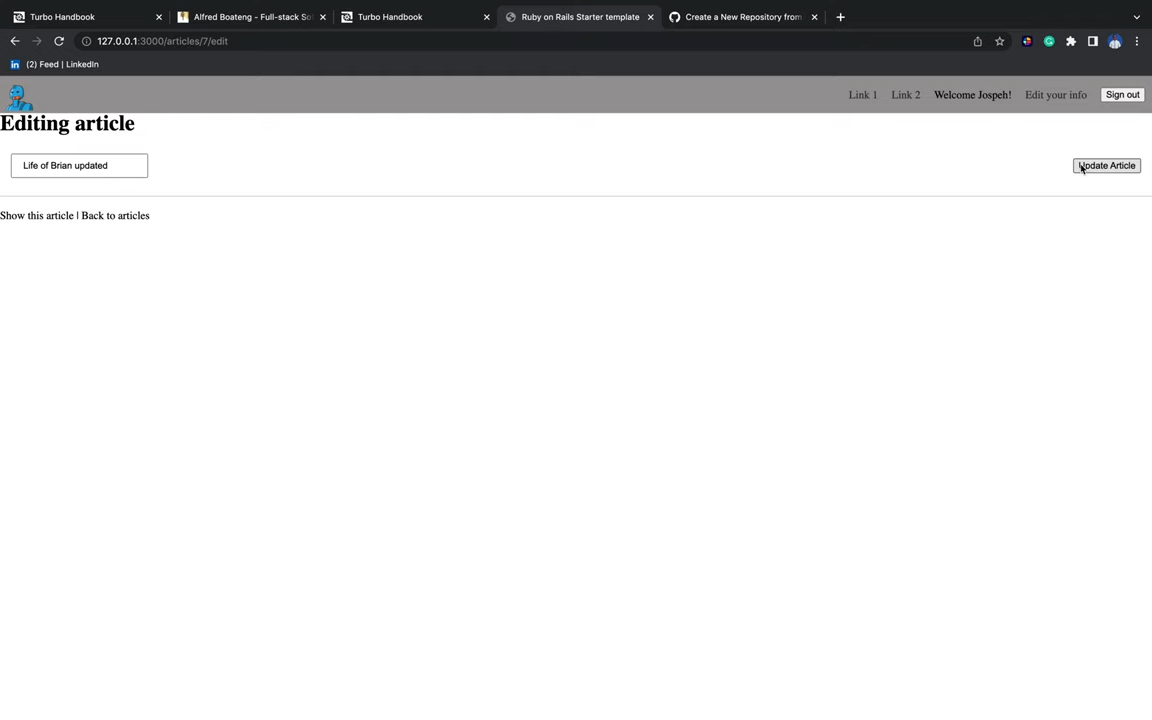 Turbo Handbook
Alfred Boateng - Full-stack So
Turbo Handbook
Ruby on Rails Starter template
Create a New Repository from
127.0.0.1:3000/articles/7/edit
(2) Feed | LinkedIn
Link 1 Link 2 Welcome Jospeh! Edit your info Sign out
Editing article
Life of Brian updated
Update Article
Show this article | Back to articles